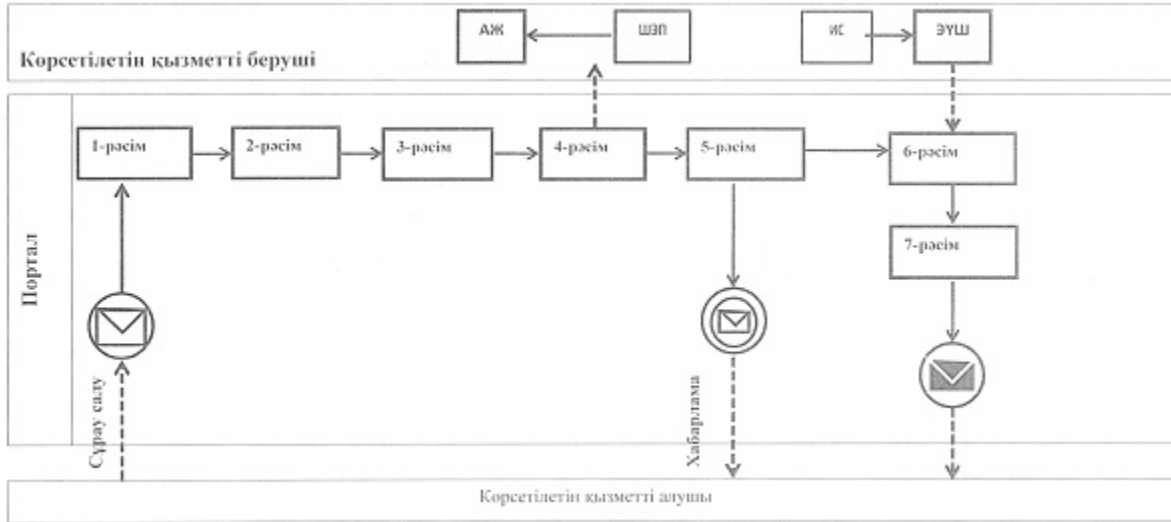 АЖ
ШЭП
ИС
ЭҮШ
Көрсетілетін қызметті беруші
Портал
1-рәсім
2-рәсім
3-рәсім
4-рәсім
5-рәсім
6-рәсім
7-рәсім
Сұрау салу
Хабарлама
Көрсетілетін қызметті алушы